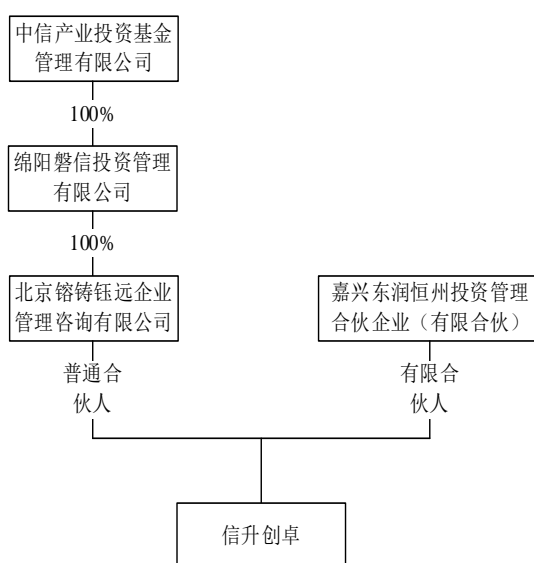 中信产业投资基金
管理有限公司
100%
绵阳磐信投资管理
有限公司
100%
北京镕铸钰远企业
管理咨询有限公司
嘉兴东润恒州投资管理
合伙企业（有限合伙）
普通合
伙人
有限合
伙人
信升创卓